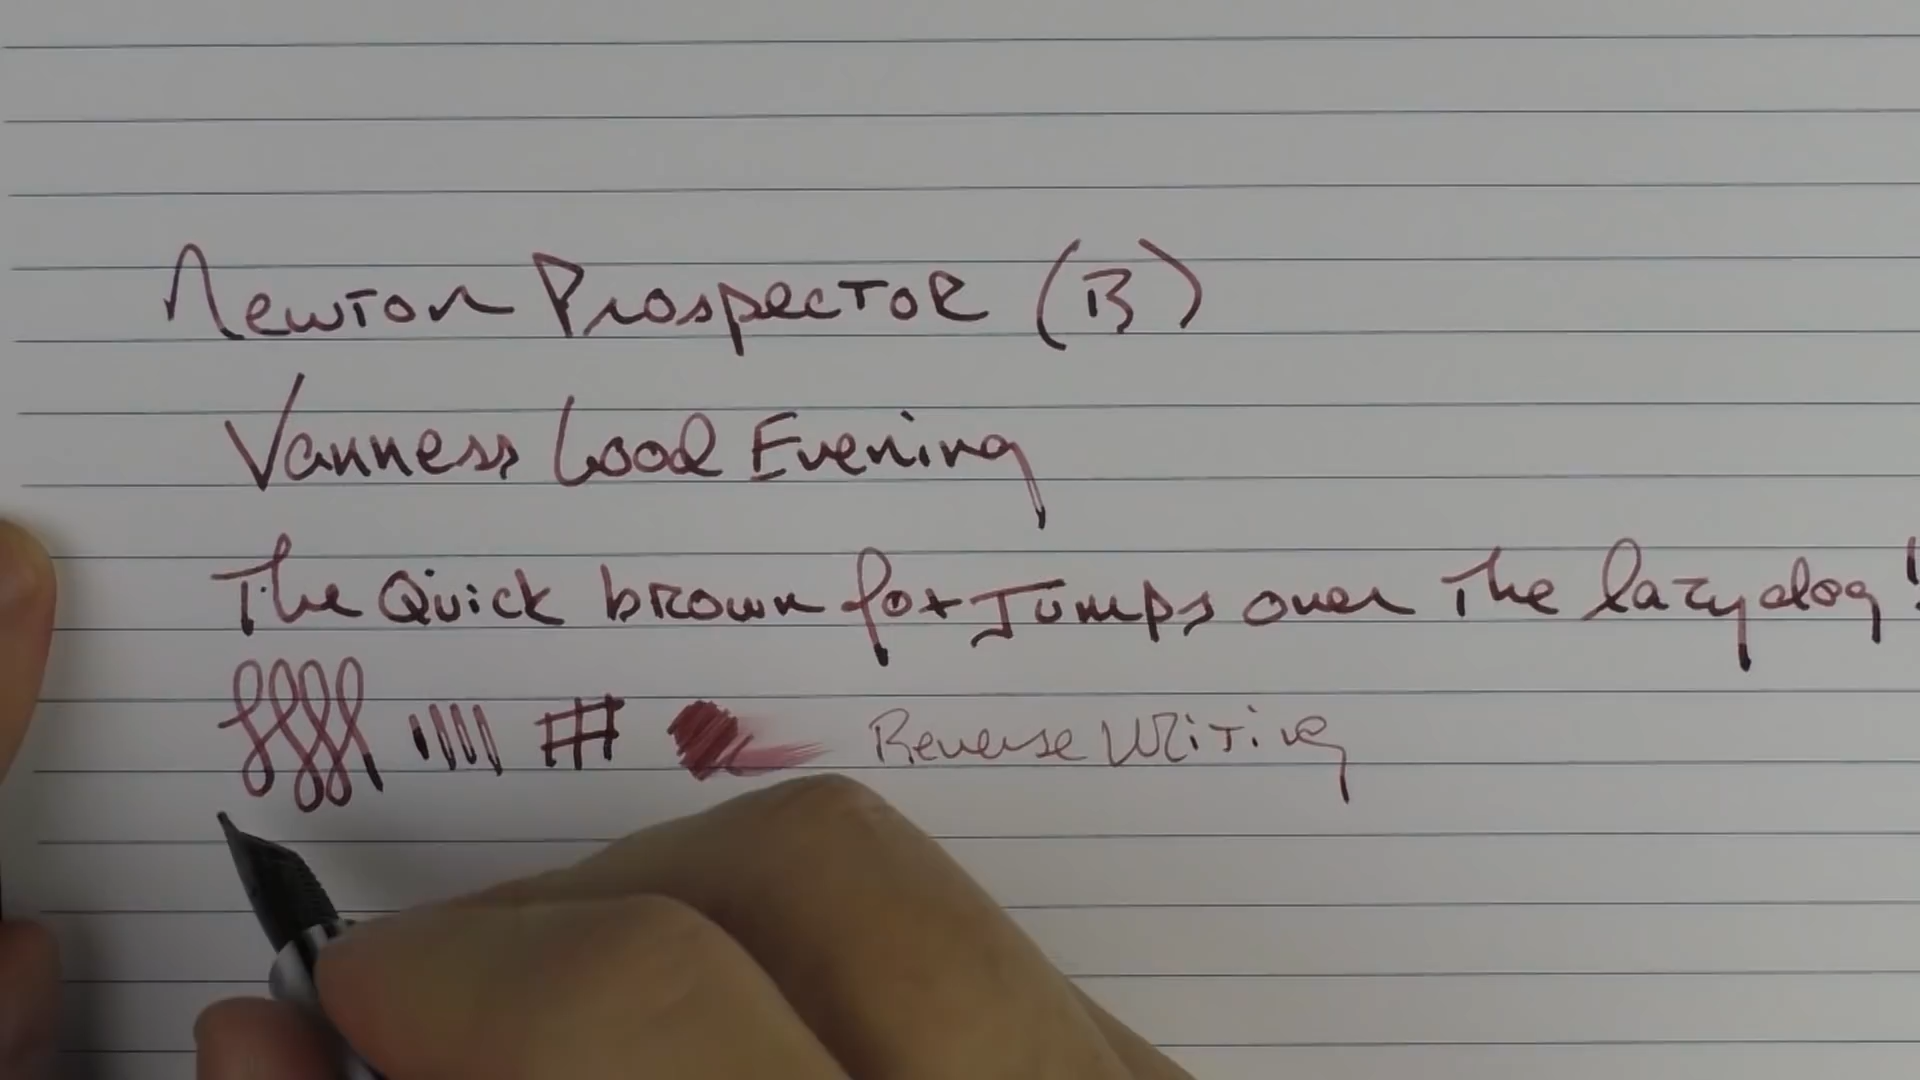 Newton Prospector (B)
Vanness Good Evening
The Quick brown fox Jumps over The lazy dog!
# Reverse Writing